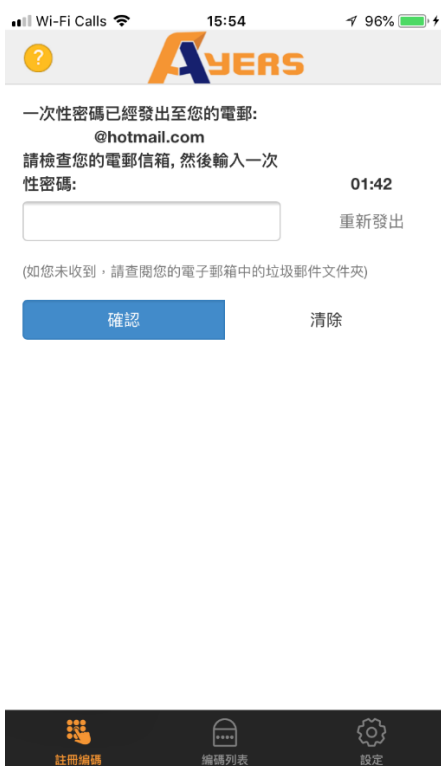 Wi-Fi Calls 15:54 96%
?
AYERS
一次性密碼已經發出至您的電郵:
@hotmail.com
請檢查您的電郵信箱, 然後輸入一次
性密碼: 01:42
重新發出
(如您未收到，請查閱您的電子郵箱中的垃圾郵件文件夾)
確認 清除
註冊編碼 編碼列表 設定